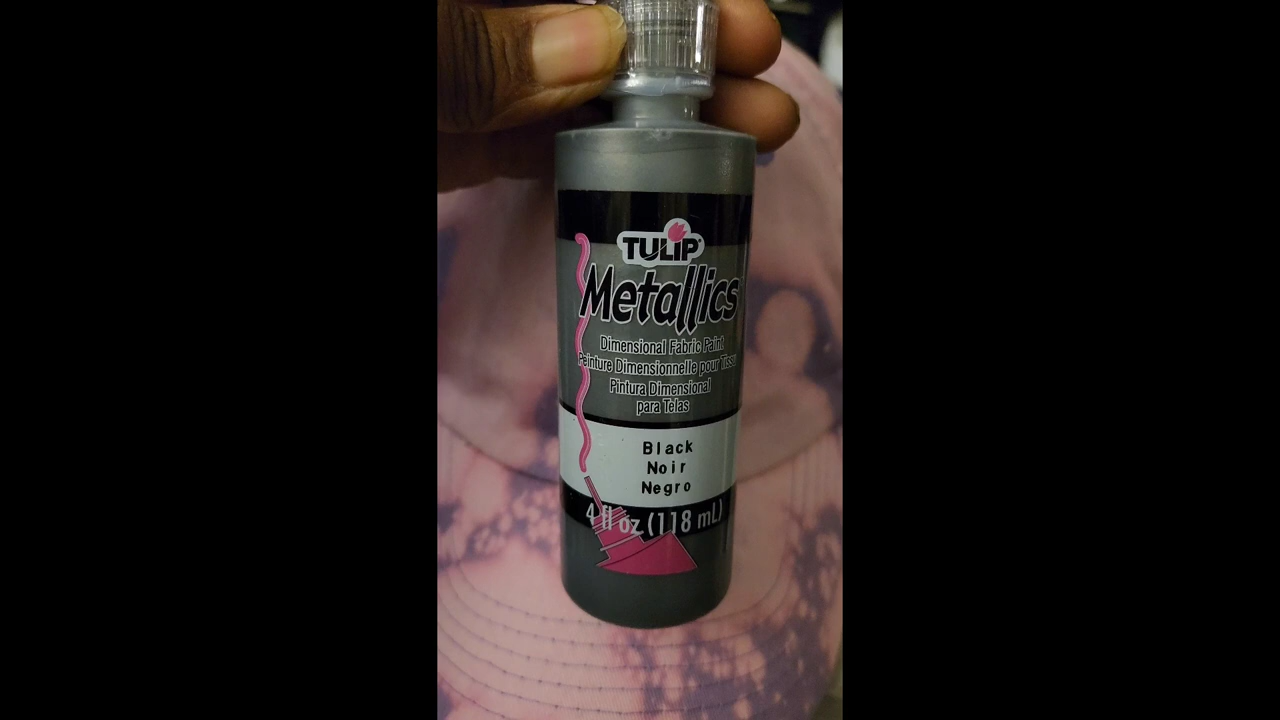 TULIP
Metallics
Dimensional Fabric Paint
Peinture Dimensionnelle pour Tissu
Pintura Dimensional
para Telas
Black
Noir
Negro
4 fl oz (118 mL)